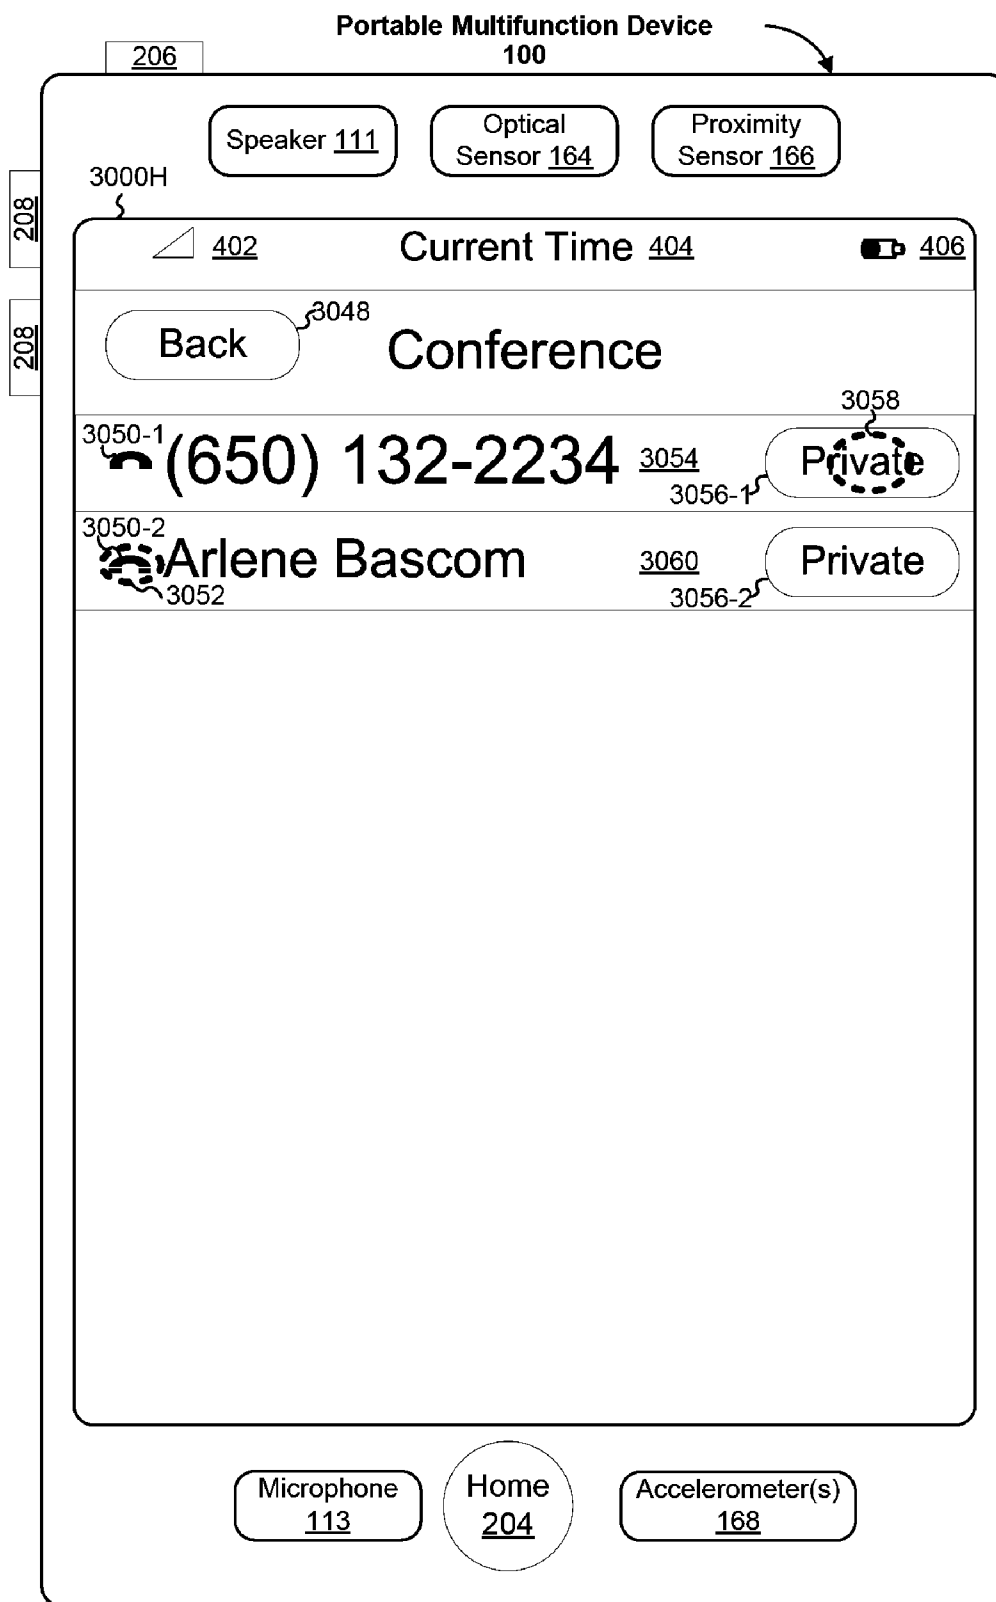 Portable Multifunction Device
100
206
Speaker 111
Optical
Sensor 164
Proximity
Sensor 166
3000H
208
208
402
Current Time 404
406
Back
3048
Conference
3058
3050-1
(650) 132-2234
3054
Private
3056-1
3050-2
Arlene Bascom
3060
Private
3052
3056-2
Microphone
113
Home
204
Accelerometer(s)
168